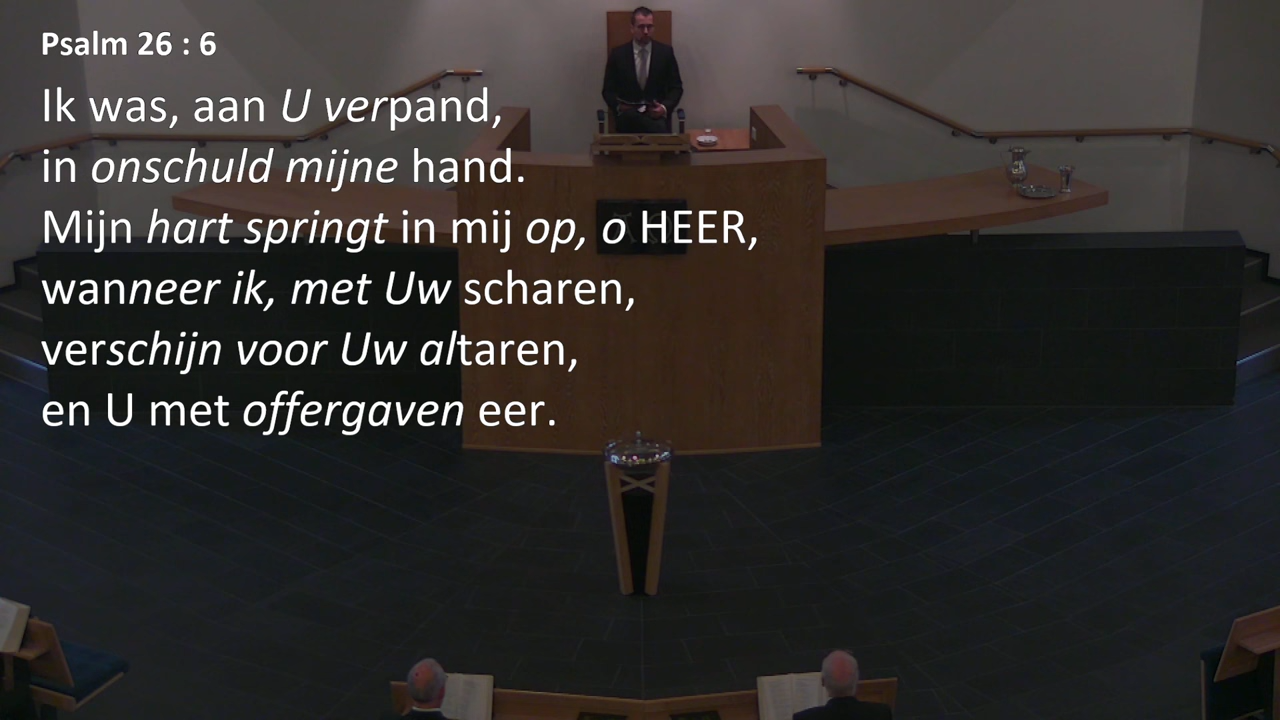 Psalm 26 : 6
Ik was, aan U verpand,
in onschuld mijne hand.
Mijn hart springt in mij op, o HEER,
wanneer ik, met Uw scharen,
verschijn voor Uw altaren,
en U met offergaven eer.